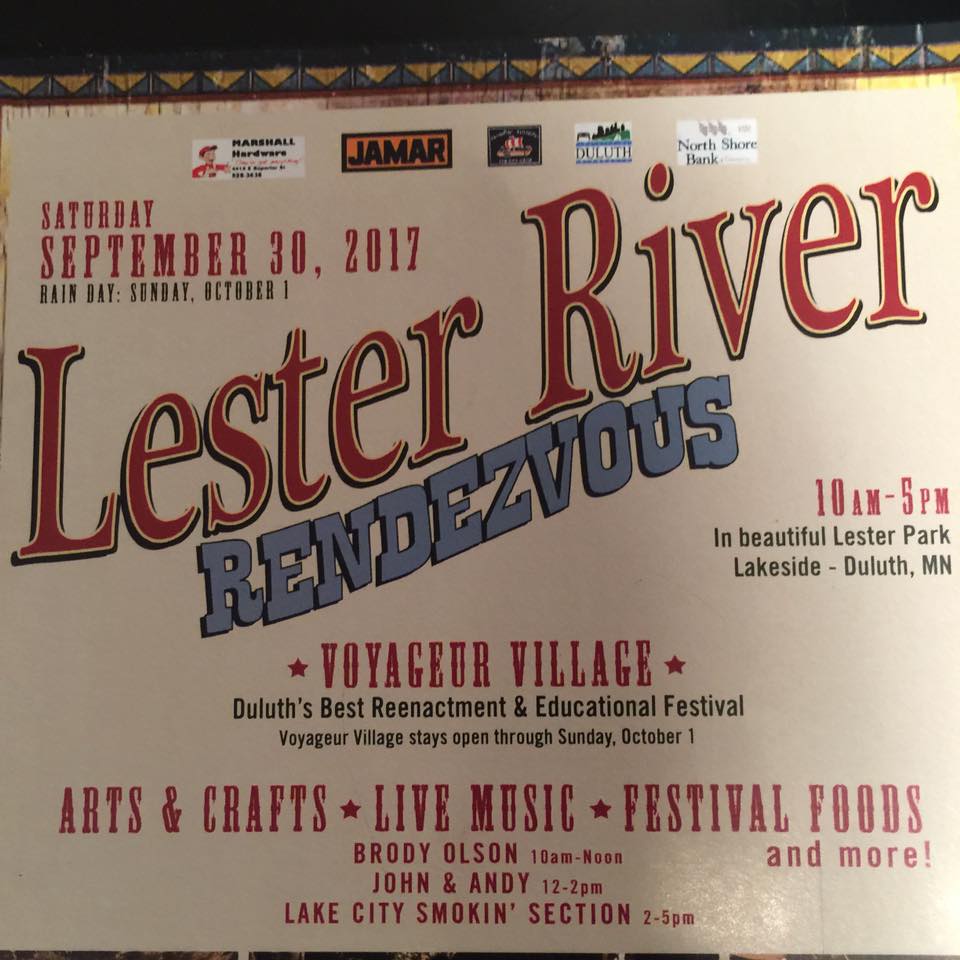 MARSHALL
Hardware
JAMAR
DULUTH
North Shore
Bank
SATURDAY
SEPTEMBER 30, 2017
RAIN DAY: SUNDAY, OCTOBER 1
Lester River
RENDEZVOUS
10AM-5PM
In beautiful Lester Park
Lakeside - Duluth, MN
★ VOYAGEUR VILLAGE ★
Duluth's Best Reenactment & Educational Festival
Voyageur Village stays open through Sunday, October 1
ARTS & CRAFTS ★ LIVE MUSIC ★ FESTIVAL FOODS
and more!
BRODY OLSON 10am-Noon
JOHN & ANDY 12-2pm
LAKE CITY SMOKIN' SECTION 2-5pm